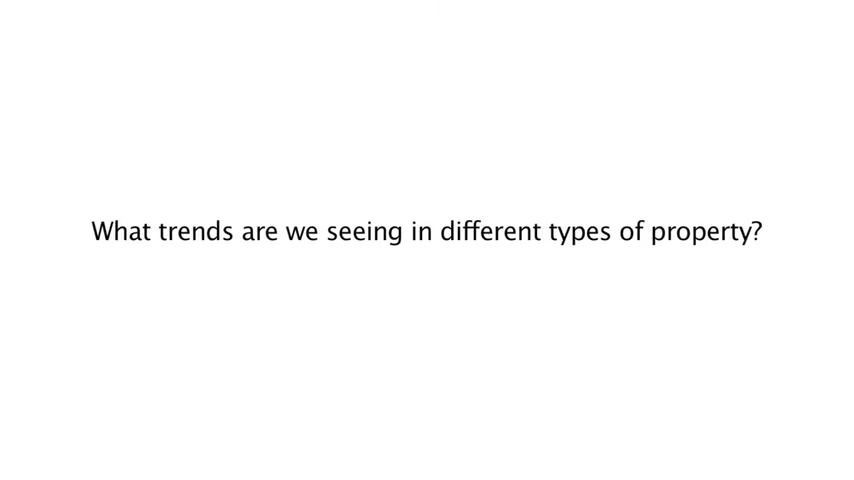 What trends are we seeing in different types of property?